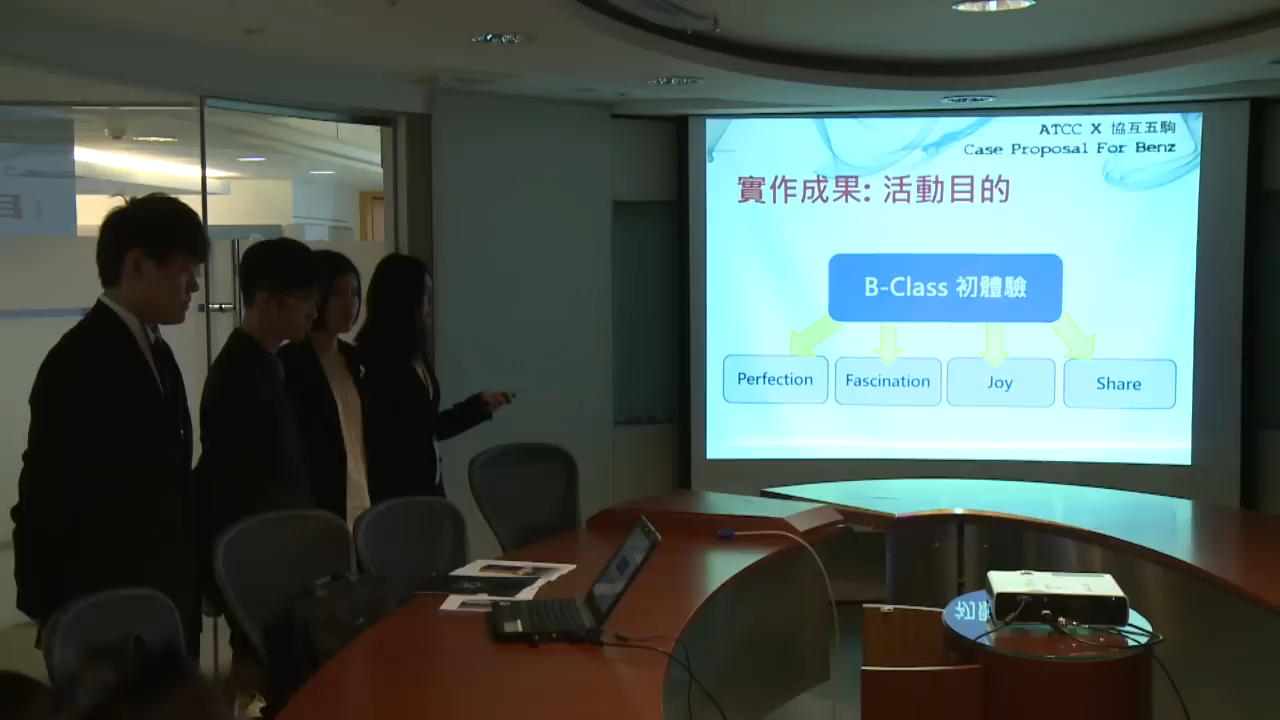 ATCC X 協互五駒
Case Proposal For Benz
實作成果: 活動目的
B-Class 初體驗
Perfection
Fascination
Joy
Share